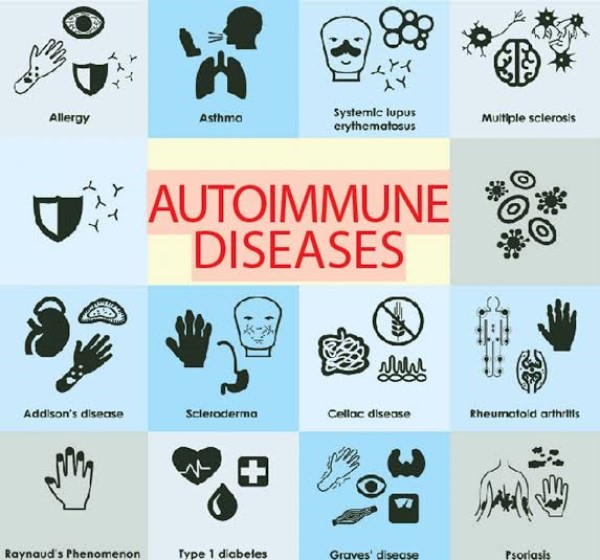 Allergy
Asthma
Systemic lupus
erythematosus
Multiple sclerosis
AUTOIMMUNE
DISEASES
Addison's disease
Scleroderma
Celiac disease
Rheumatoid arthritis
Raynaud's Phenomenon
Type 1 diabetes
Graves' disease
Psoriasis